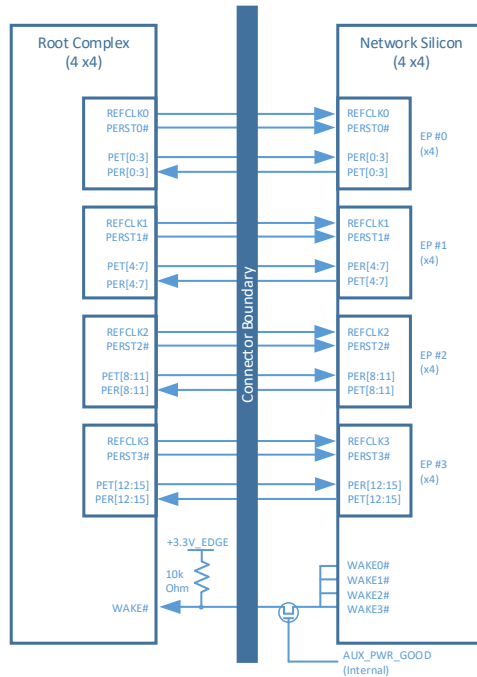 Root Complex
(4 x4)
REFCLK0
PERST0#
PET[0:3]
PER[0:3]
REFCLK1
PERST1#
PET[4:7]
PER[4:7]
REFCLK2
PERST2#
PET[8:11]
PER[8:11]
REFCLK3
PERST3#
PET[12:15]
PER[12:15]
+3.3V_EDGE
10k
Ohm
WAKE#
Connector Boundary
Network Silicon
(4 x4)
REFCLK0
PERST0#
PER[0:3]
PET[0:3]
EP #0
(x4)
REFCLK1
PERST1#
PER[4:7]
PET[4:7]
EP #1
(x4)
REFCLK2
PERST2#
PER[8:11]
PET[8:11]
EP #2
(x4)
REFCLK3
PERST3#
PER[12:15]
PET[12:15]
EP #3
(x4)
WAKE0#
WAKE1#
WAKE2#
WAKE3#
AUX_PWR_GOOD
(Internal)